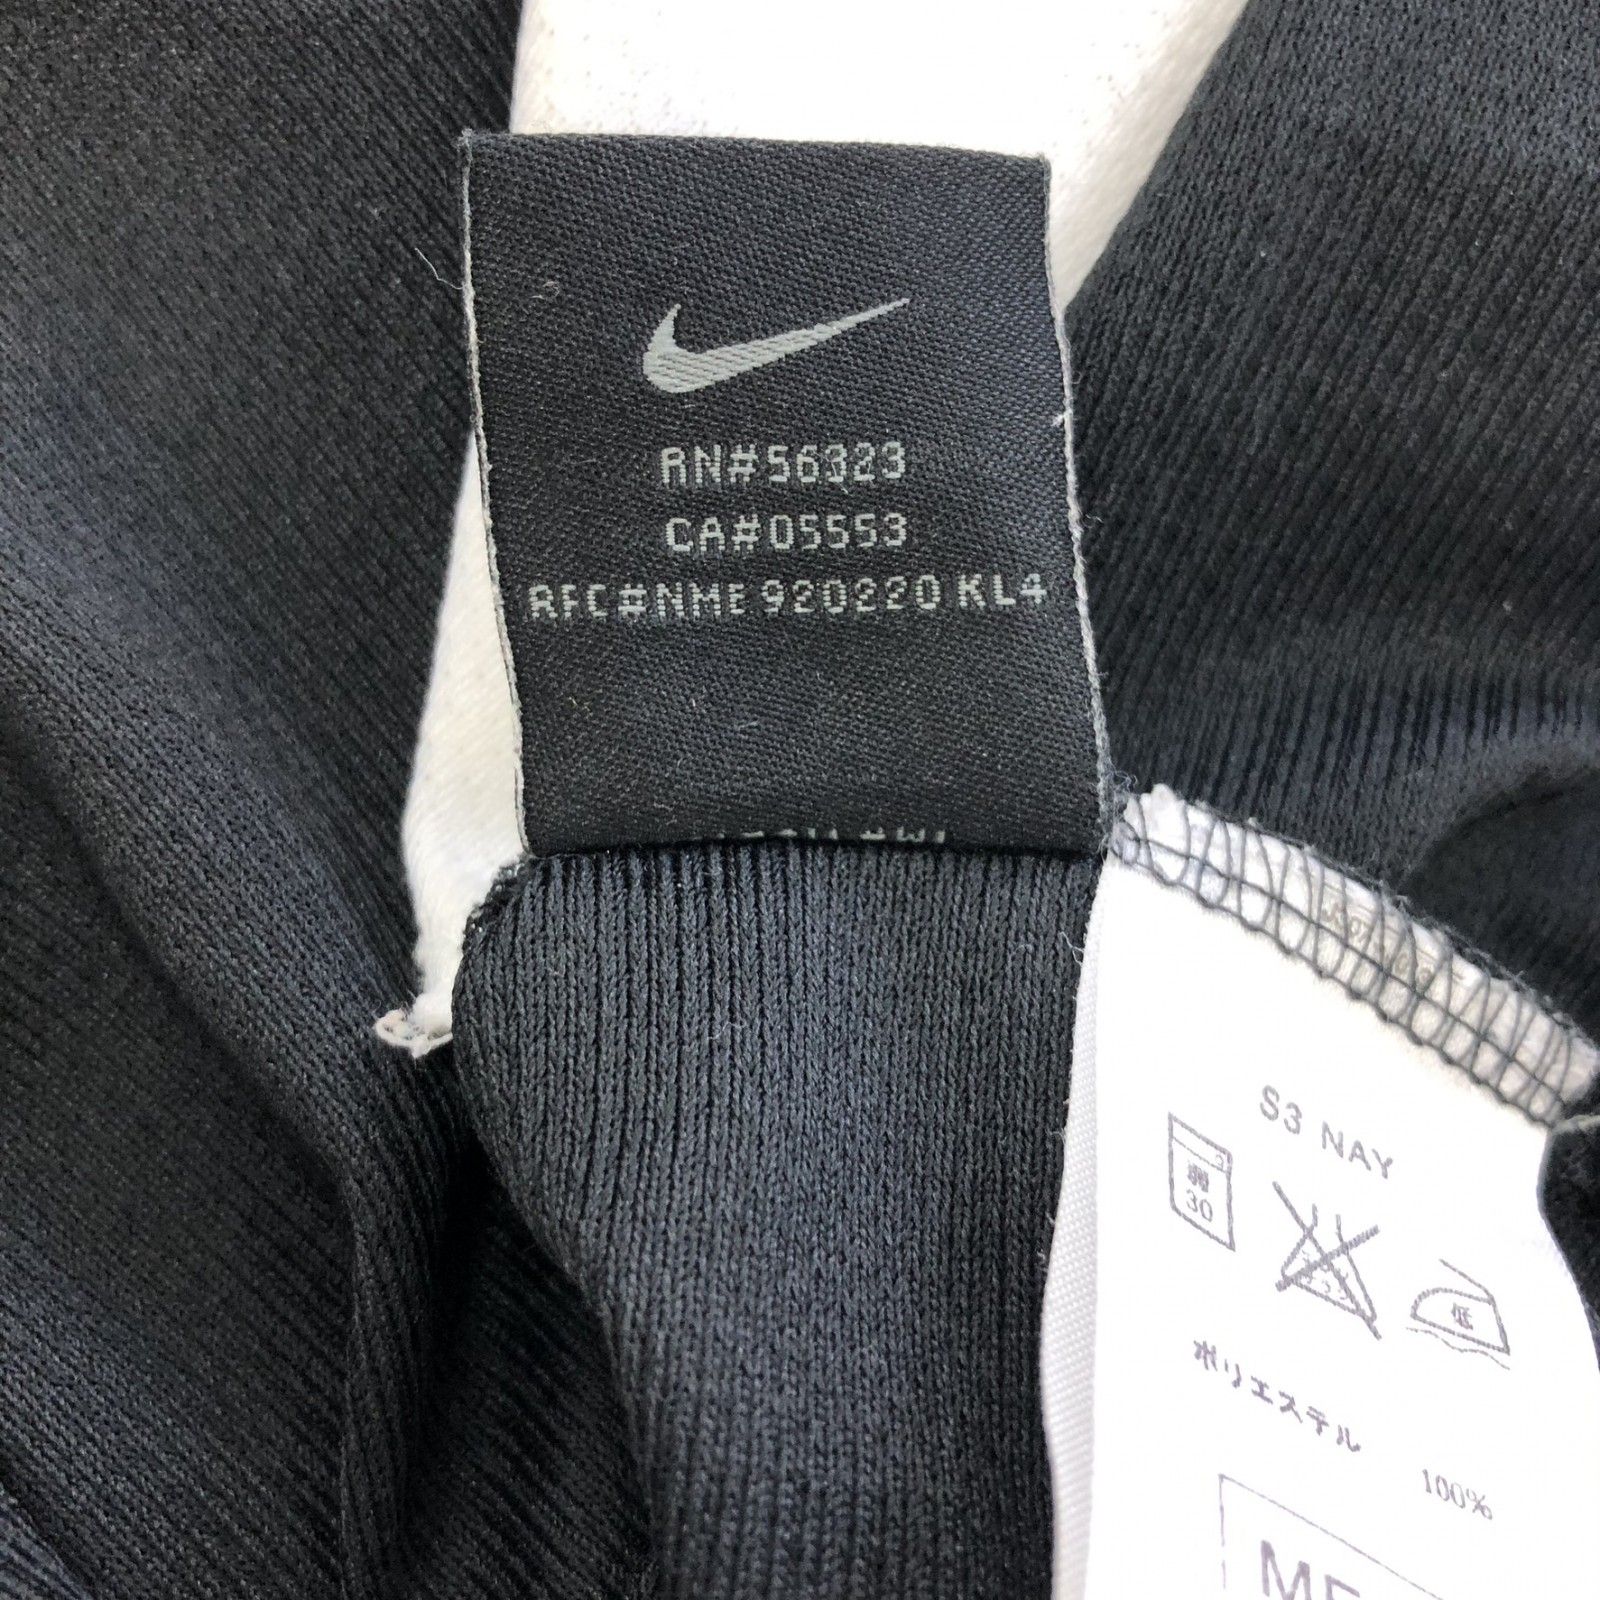 RN#56323
CA#05553
RFC#NME 920220 KL4
S3 NAY
弱
30
低
ポリエステル 100%